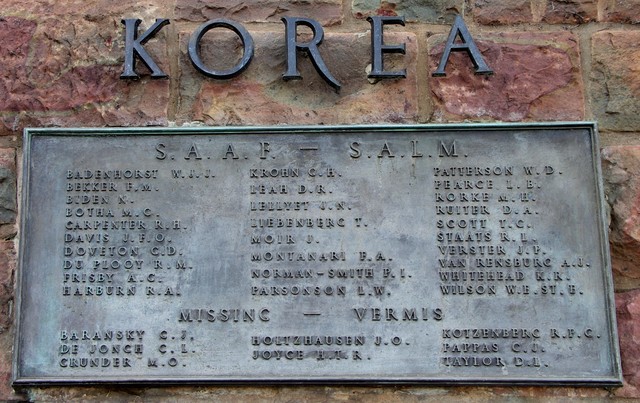 KOREA
S.A.A.F. — S.A.L.M.
BADENHORST W.J.J.
BEKKER F.M.
BIDEN N.
BOTHA M.C.
CARPENTER R.H.
DAVIS J.F.O.
DOVETON C.D.
DU PLOOY R.M.
FRISBY A.C.
HARBURN R.A.
KROHN G.H.
LEAH D.R.
LELLYET J.N.
LIEBENBERG T.
MOIR J.
MONTANARI F.A.
NORMAN-SMITH P.I.
PARSONSON L.W.
PATTERSON W.D.
PEARCE L.B.
RORKE M.H.
RUITER D.A.
SCOTT T.C.
STAATS R.L.
VERSTER J.P.
VAN RENSBURG A.J.
WHITEHEAD K.R.
WILSON W.E.ST.E.
MISSING — VERMIS
BARANSKY C.J.
DE JONGH C.L.
GRUNDER M.O.
HOLTZHAUSEN J.O.
JOYCE H.T.R.
KOTZENBERG R.P.C.
PAPPAS C.J.
TAYLOR D.I.